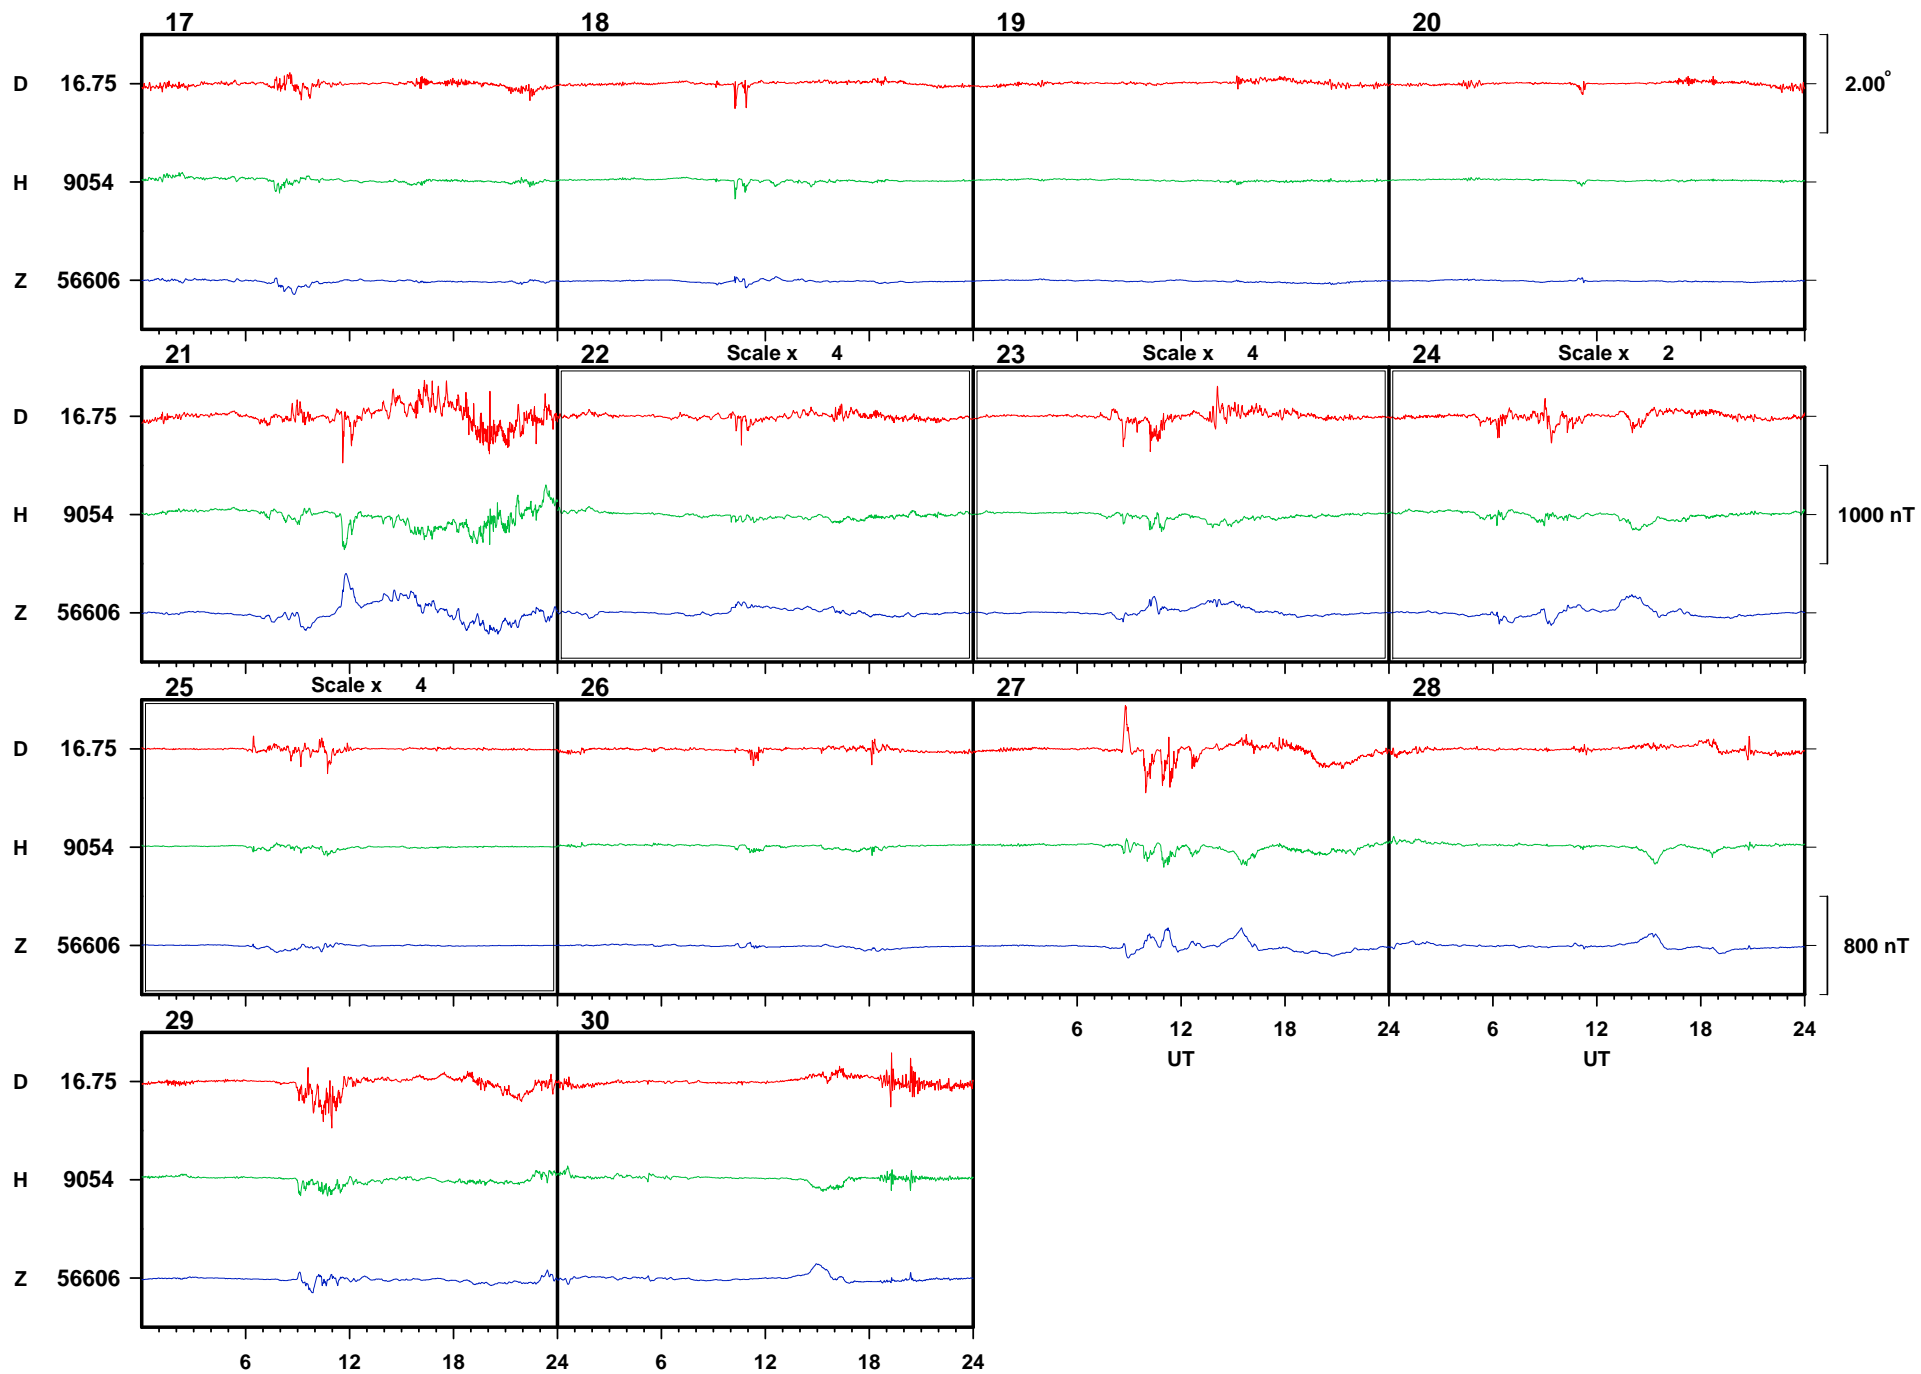 17 18 19 20
D 16.75 2.00°
H 9054
Z 56606
21 22 Scale x 4 23 Scale x 4 24 Scale x 2
D 16.75
H 9054 1000 nT
Z 56606
25 Scale x 4 26 27 28
D 16.75
H 9054
Z 56606 800 nT
6 12 18 24 6 12 18 24
UT UT
29 30
D 16.75
H 9054
Z 56606
6 12 18 24 6 12 18 24